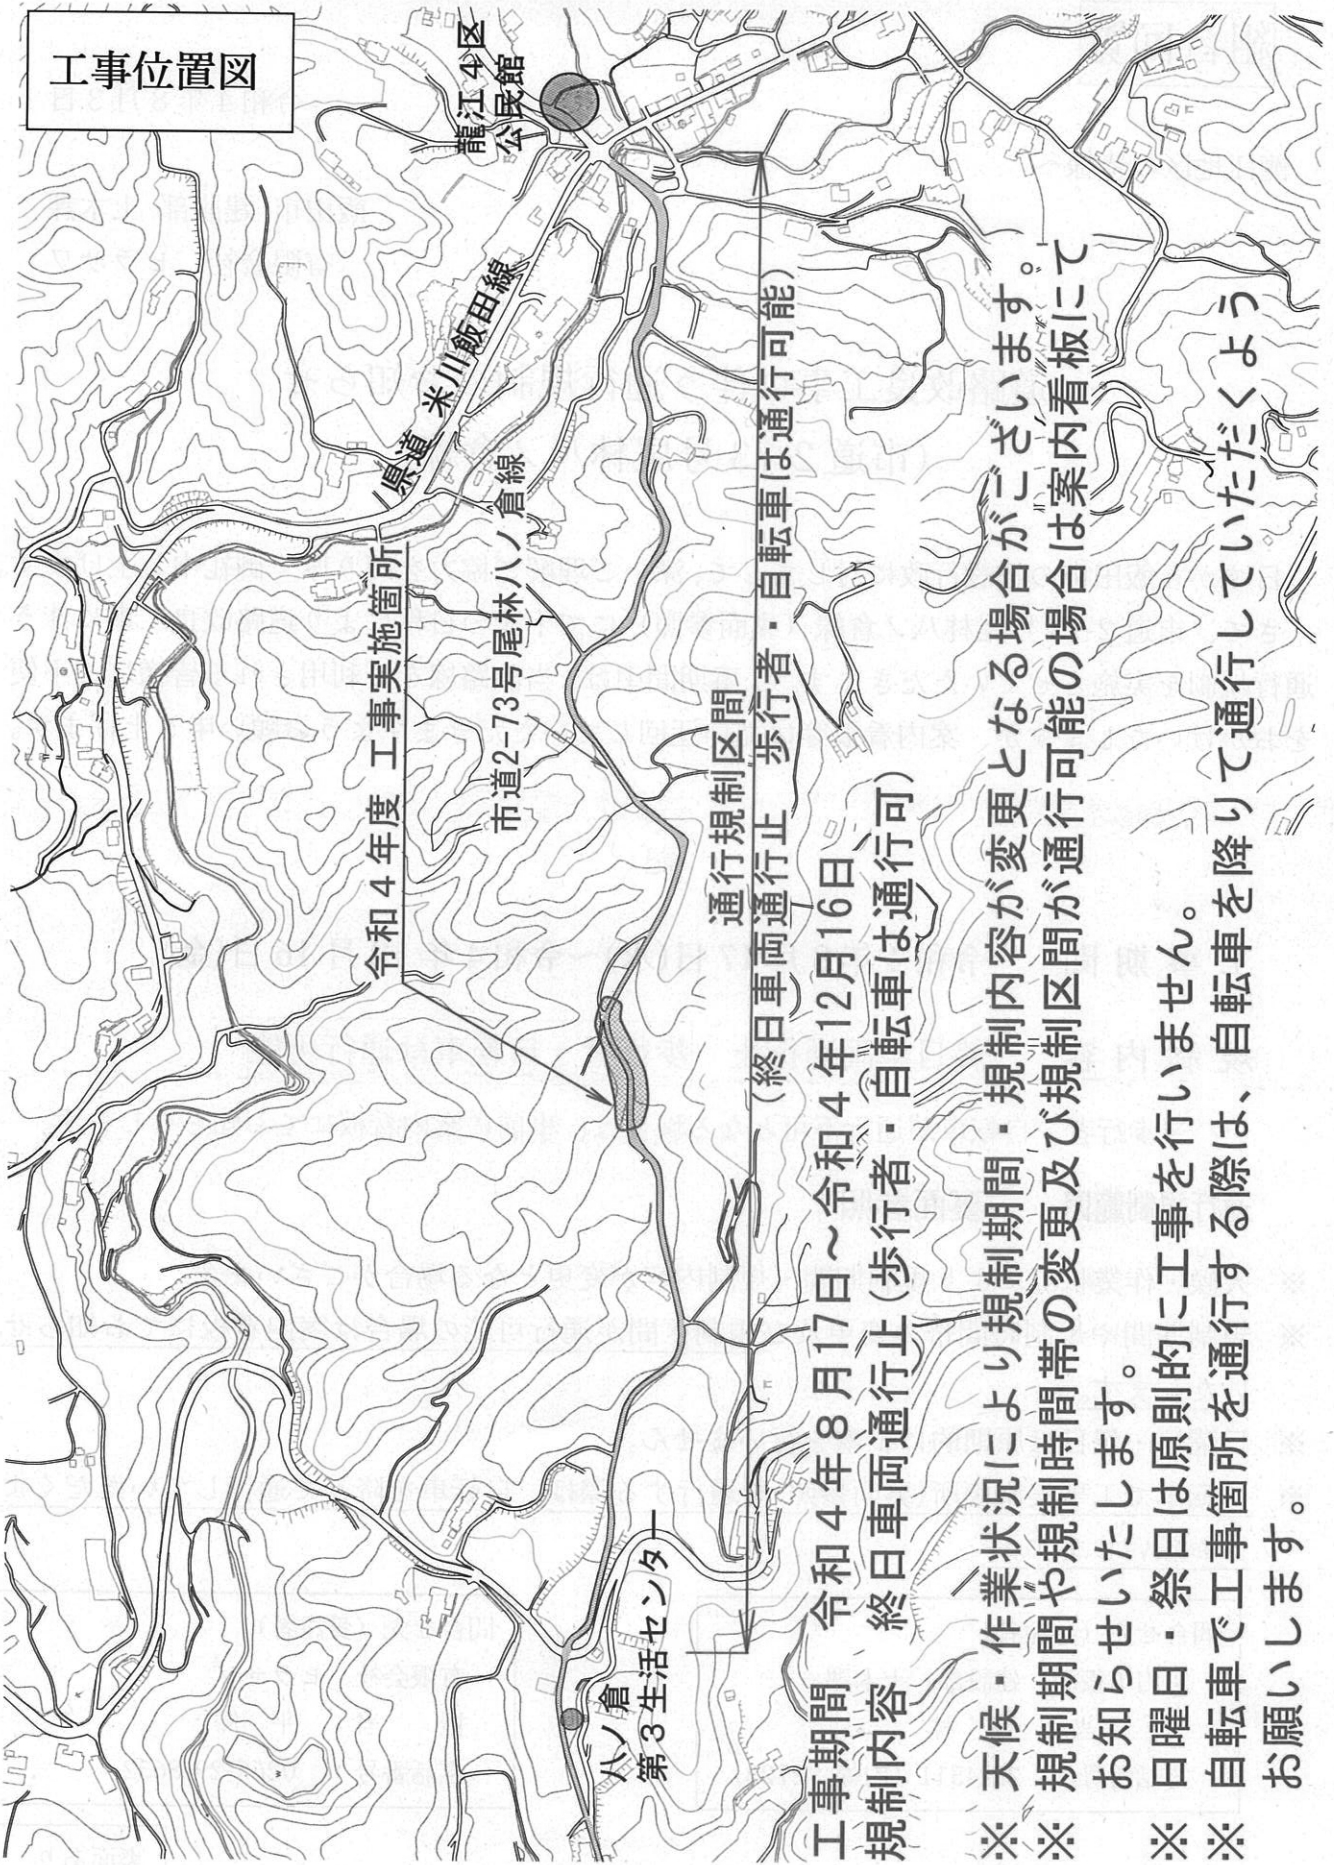 工事位置図
龍江4区
公民館
県道 米川飯田線
市道2-73号尾林八ノ倉線
令和4年度 工事実施箇所
通行規制区間
(終日車両通行止 歩行者・自転車は通行可能)
八ノ倉
第3生活センター
工事期間 令和4年8月17日~令和4年12月16日
規制内容 終日車両通行止(歩行者・自転車は通行可)
※ 天候、作業状況により規制期間・規制内容が変更となる場合がございます。
※ 規制期間や規制時間帯の変更及び規制区間が通行可能の場合は案内看板にて
お知らせいたします。
※ 日曜日・祭日は原則的に工事を行いません。
※ 自転車で工事箇所を通行する際は、自転車を降りて通行していただくよう
お願いします。